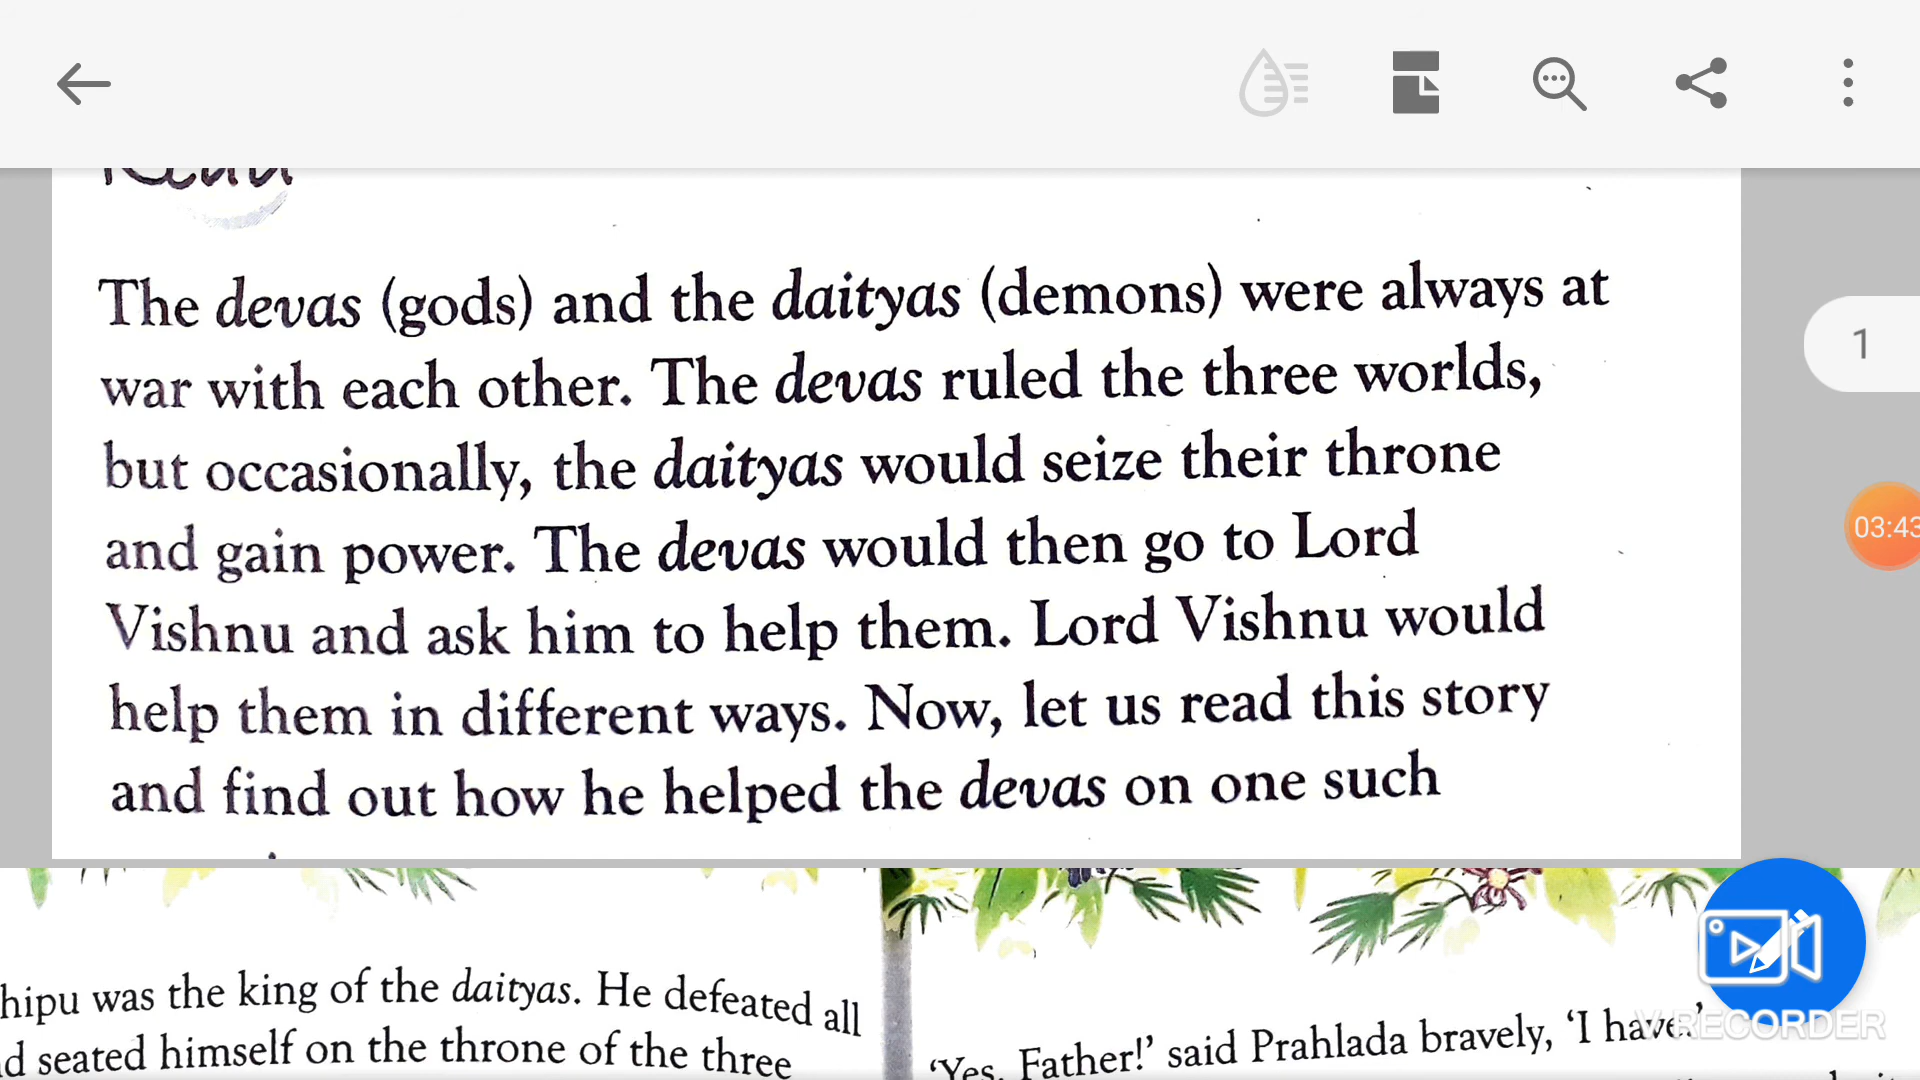 Read
The devas (gods) and the daityas (demons) were always at
war with each other. The devas ruled the three worlds,
but occasionally, the daityas would seize their throne
and gain power. The devas would then go to Lord
Vishnu and ask him to help them. Lord Vishnu would
help them in different ways. Now, let us read this story
and find out how he helped the devas on one such
1
03:43
hipu was the king of the daityas. He defeated all
d seated himself on the throne of the three
'Yes, Father!' said Prahlada bravely, 'I have.'
V RECORDER